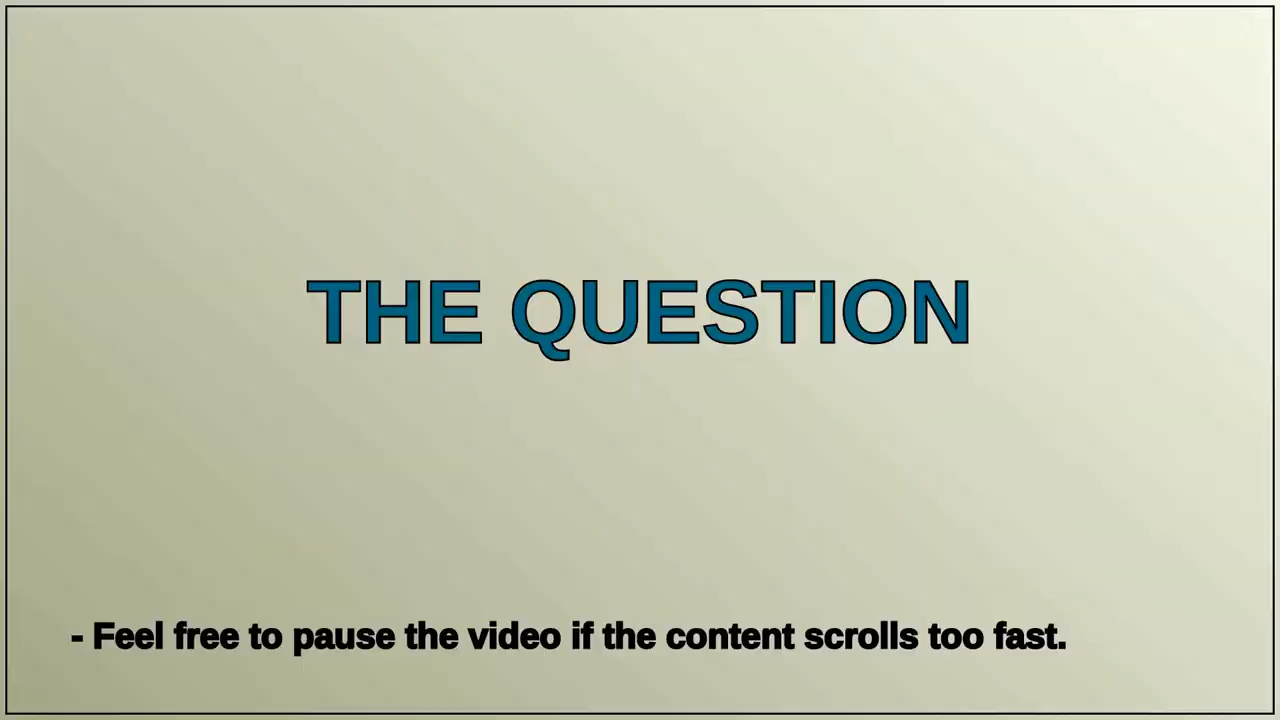 THE QUESTION
- Feel free to pause the video if the content scrolls too fast.